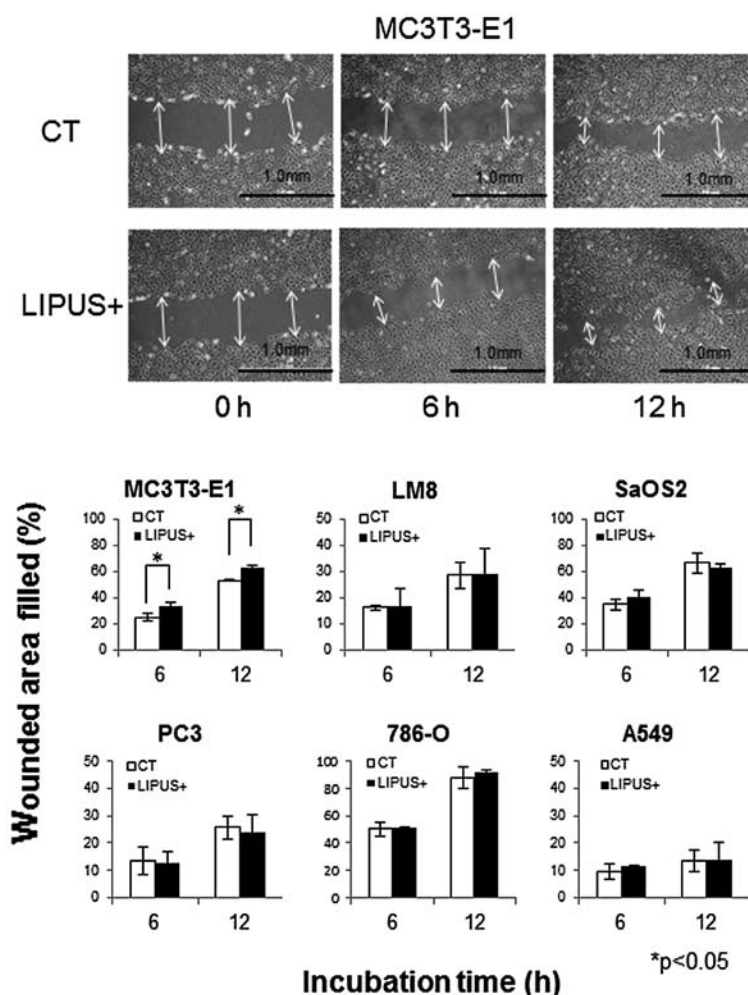 MC3T3-E1
CT
1.0mm
1.0mm
1.0mm
LIPUS+
1.0mm
1.0mm
1.0mm
0 h
6h
12 h
Wounded area filled (%)
MC3T3-E1
100
80
60
40
20
0
CT
LIPUS+
*
*
6
12
LM8
50
40
30
20
10
0
CT
LIPUS+
6
12
SaOS2
100
80
60
40
20
0
CT
LIPUS+
6
12
PC3
50
40
30
20
10
0
CT
LIPUS+
6
12
786-O
100
80
60
40
20
0
CT
LIPUS+
6
12
A549
50
40
30
20
10
0
CT
LIPUS+
6
12
*p<0.05
Incubation time (h)